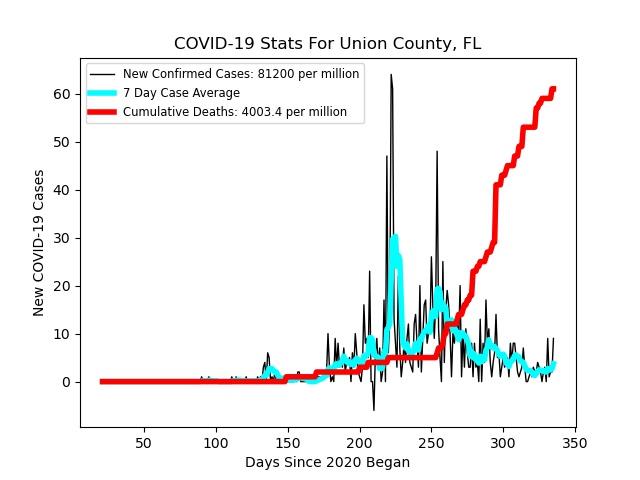 COVID-19 Stats For Union County, FL
New Confirmed Cases: 81200 per million
7 Day Case Average
Cumulative Deaths: 4003.4 per million
New COVID-19 Cases
60
50
40
30
20
10
0
50 100 150 200 250 300 350
Days Since 2020 Began